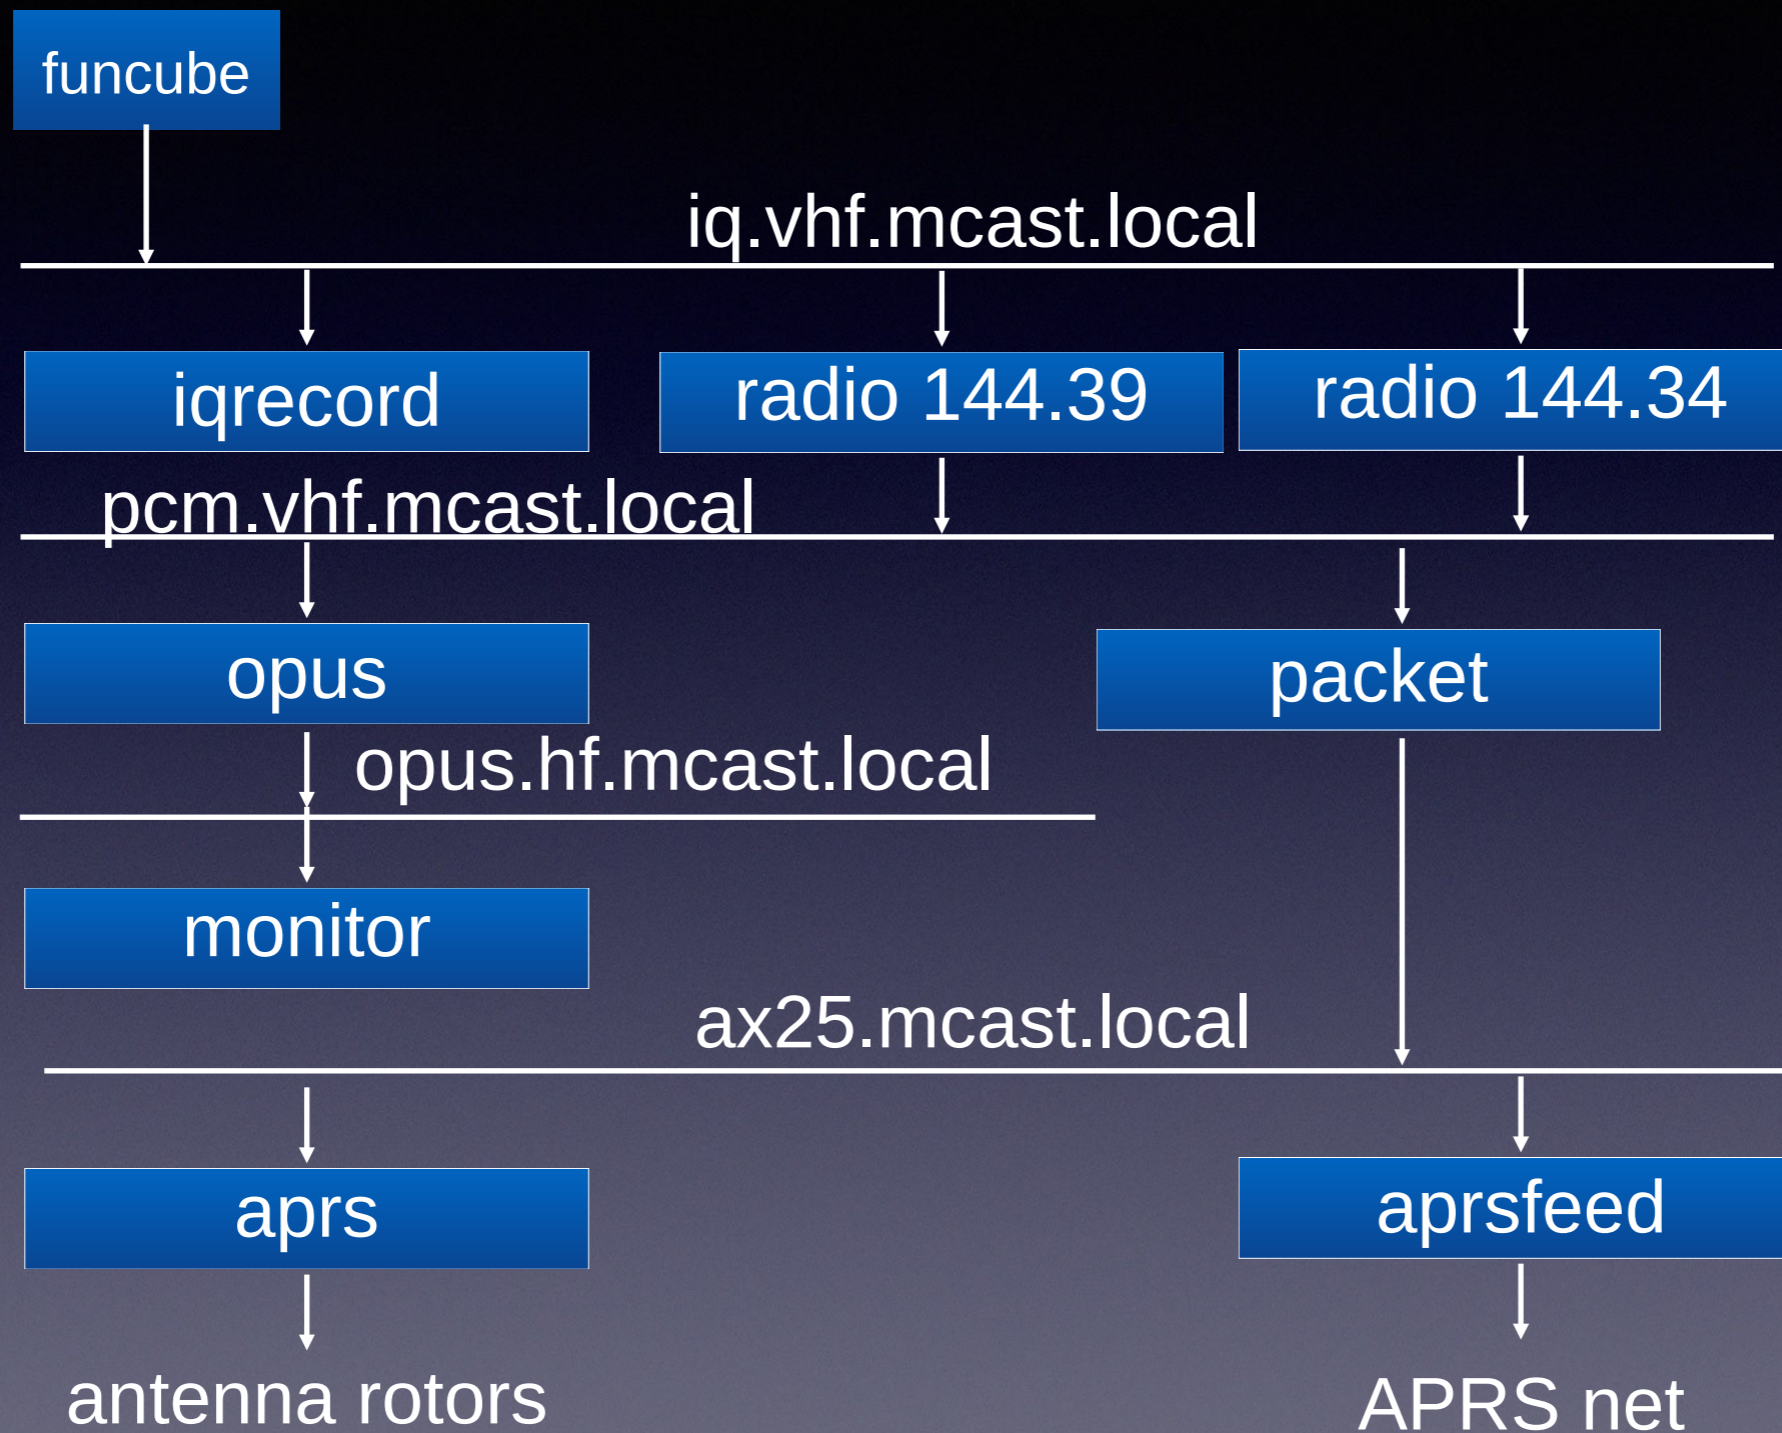 funcube
iq.vhf.mcast.local
iqrecord
radio 144.39
radio 144.34
pcm.vhf.mcast.local
opus
packet
opus.hf.mcast.local
monitor
ax25.mcast.local
aprs
aprsfeed
antenna rotors
APRS net